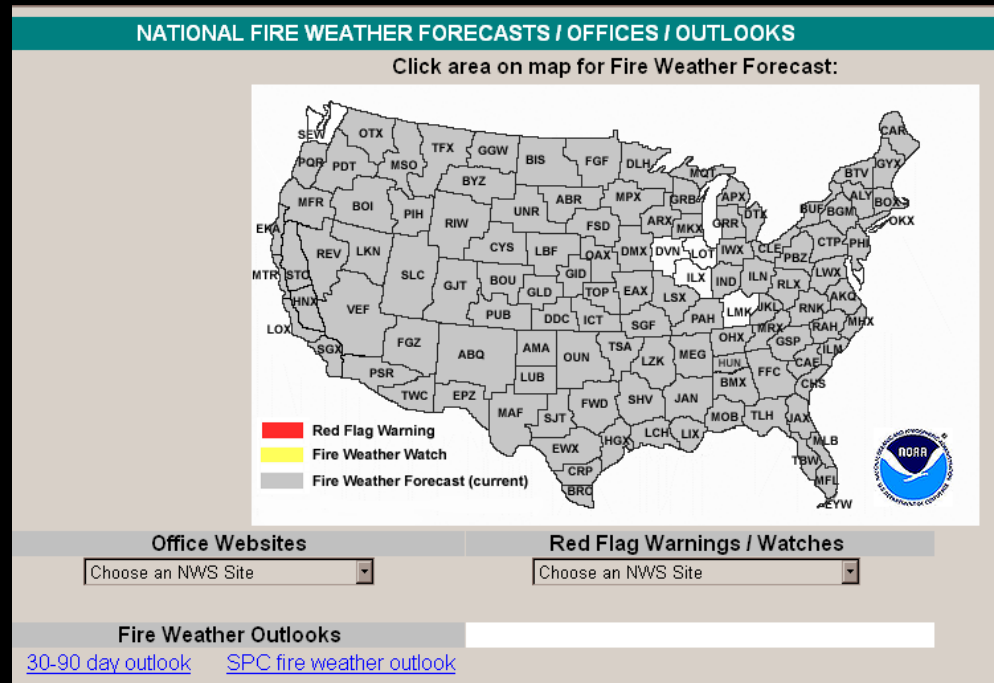 NATIONAL FIRE WEATHER FORECASTS / OFFICES / OUTLOOKS
Click area on map for Fire Weather Forecast:
SEW OTX TFX GGW BIS FGF DLH MQT CAR
PQR PDT MSO BYZ ABR MPX GRB APX BTV GYX
MFR BOI PIH RIW UNR FSD ARX MKX GRR DTX BUF BGM ALY BOX OKX
EKA REV LKN CYS LBF OAX DMX DVN LOT IWX CLE PBZ CTP PHI
MTR STO SLC GJT BOU GID ILX IND ILN RLX LWX
HNX VEF PUB GLD TOP EAX LSX LMK JKL RNK AKQ
LOX FGZ DDC ICT SGF PAH OHX MRX GSP RAH MHX
SGX ABQ AMA OUN TSA LZK MEG HUN FFC CAE ILM
PSR LUB BMX CHS
TWC EPZ MAF SJT FWD SHV JAN MOB TLH JAX
EWX HGX LCH LIX MLB
CRP TBW
BRO MFL
EYW
Red Flag Warning
Fire Weather Watch
Fire Weather Forecast (current)
NOAA
Office Websites
Red Flag Warnings / Watches
Choose an NWS Site
Choose an NWS Site
Fire Weather Outlooks
30-90 day outlook
SPC fire weather outlook